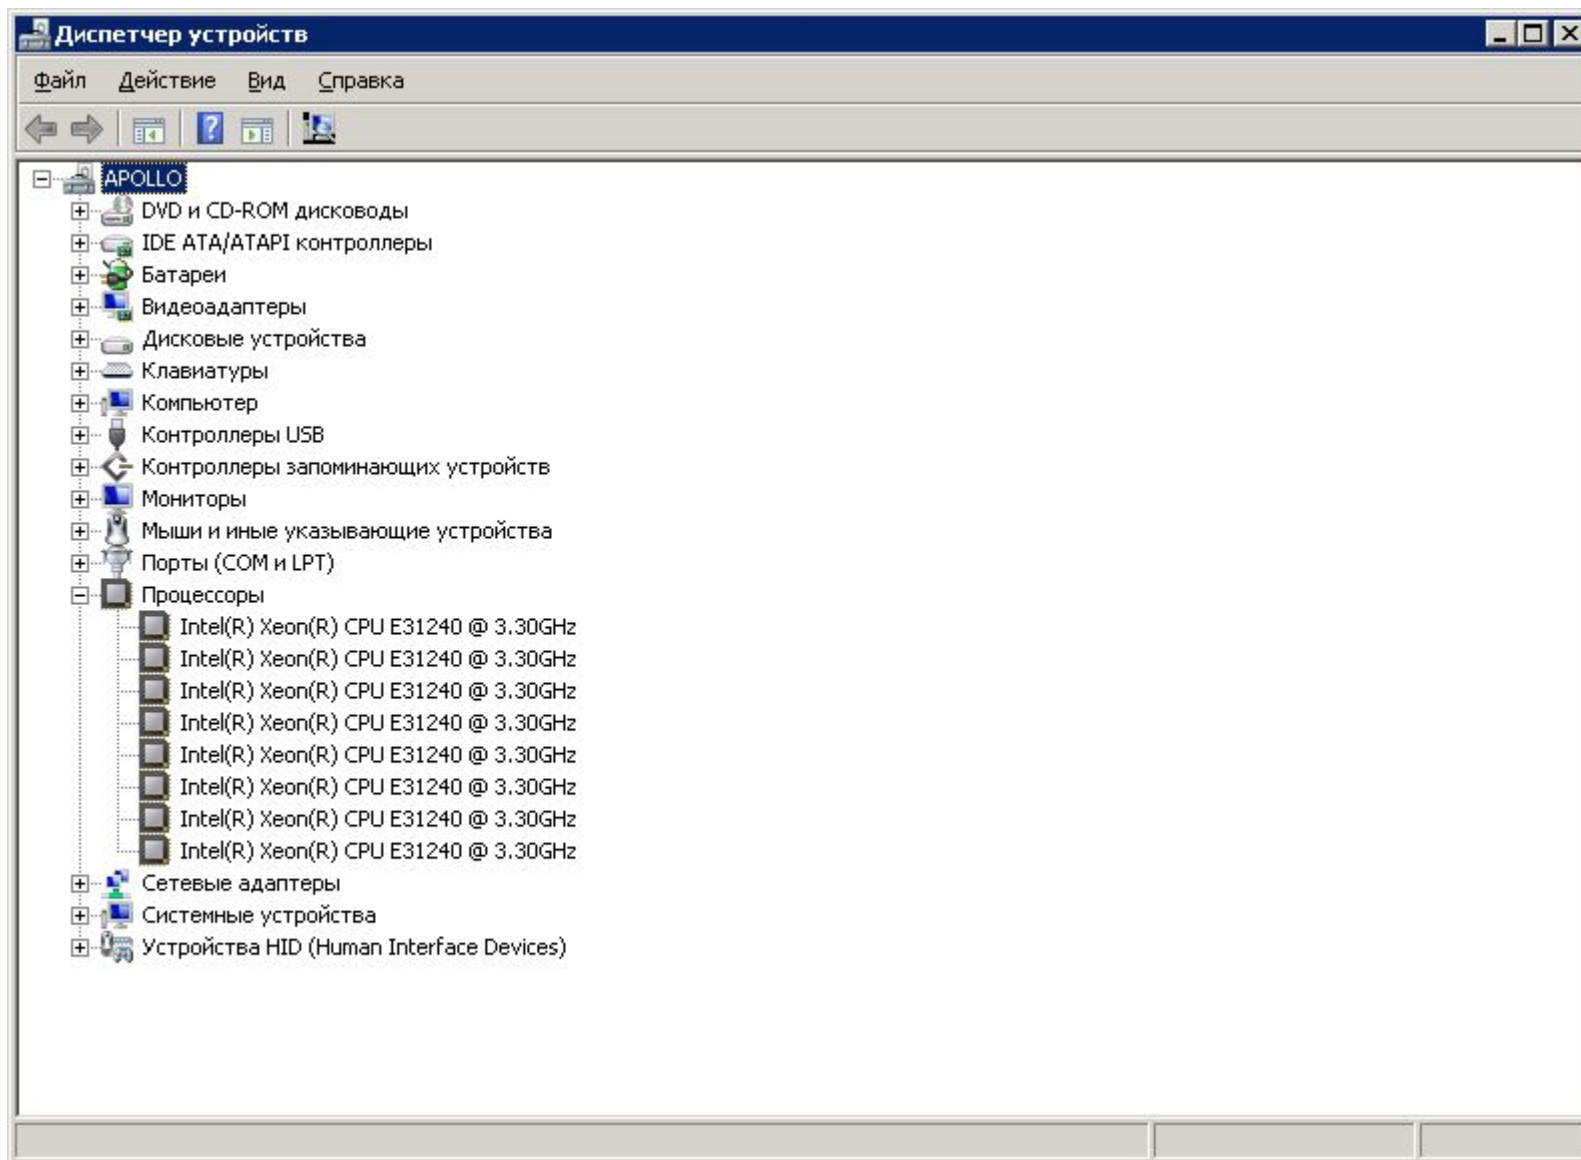 Диспетчер устройств
Файл Действие Вид Справка
APOLLO
DVD и CD-ROM дисководы
IDE ATA/ATAPI контроллеры
Батареи
Видеоадаптеры
Дисковые устройства
Клавиатуры
Компьютер
Контроллеры USB
Контроллеры запоминающих устройств
Мониторы
Мыши и иные указывающие устройства
Порты (COM и LPT)
Процессоры
Intel(R) Xeon(R) CPU E31240 @ 3.30GHz
Intel(R) Xeon(R) CPU E31240 @ 3.30GHz
Intel(R) Xeon(R) CPU E31240 @ 3.30GHz
Intel(R) Xeon(R) CPU E31240 @ 3.30GHz
Intel(R) Xeon(R) CPU E31240 @ 3.30GHz
Intel(R) Xeon(R) CPU E31240 @ 3.30GHz
Intel(R) Xeon(R) CPU E31240 @ 3.30GHz
Intel(R) Xeon(R) CPU E31240 @ 3.30GHz
Сетевые адаптеры
Системные устройства
Устройства HID (Human Interface Devices)